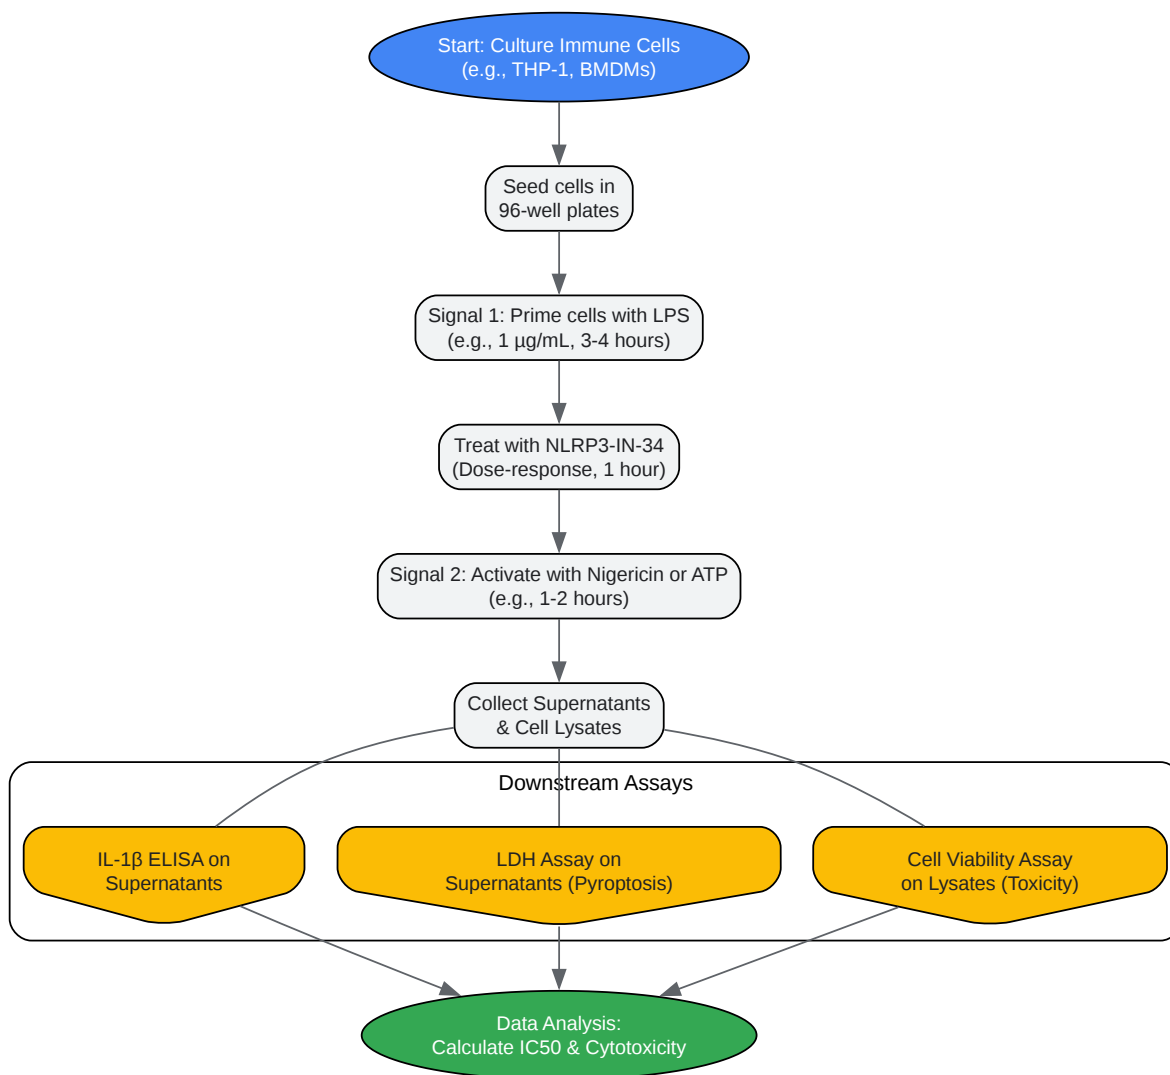 Start: Culture Immune Cells
(e.g., THP-1, BMDMs)
Seed cells in
96-well plates
Signal 1: Prime cells with LPS
(e.g., 1 µg/mL, 3-4 hours)
Treat with NLRP3-IN-34
(Dose-response, 1 hour)
Signal 2: Activate with Nigericin or ATP
(e.g., 1-2 hours)
Collect Supernatants
& Cell Lysates
Downstream Assays
IL-1β ELISA on
Supernatants
LDH Assay on
Supernatants (Pyroptosis)
Cell Viability Assay
on Lysates (Toxicity)
Data Analysis:
Calculate IC50 & Cytotoxicity